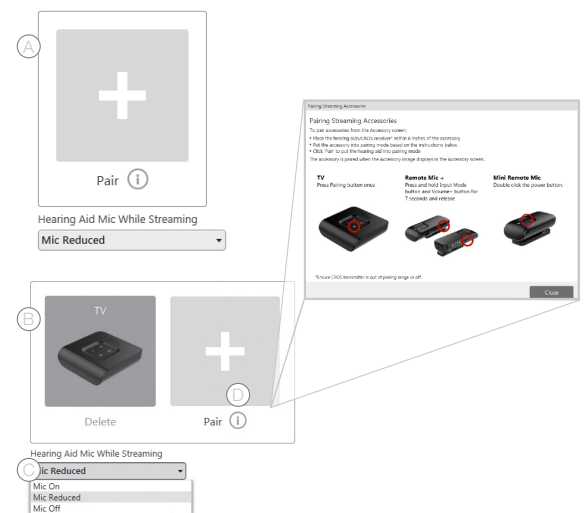 A
Pair i
Hearing Aid Mic While Streaming
Mic Reduced
Pairing Streaming Accessories
Pairing Streaming Accessories
To pair accessories from the Accessory screen:
• Place the hearing aids/CROS receiver* within 6 inches of the accessory
• Put the accessory into pairing mode based on the instructions below
• Click 'Pair' to put the hearing aid into pairing mode
The accessory is paired when the Accessory image displays in the Accessory screen.
TV
Press Pairing button once
Remote Mic +
Press and hold Input Mode
button and Volume+ button for
7 seconds and release
Mini Remote Mic
Double click the power button.
*Ensure CROS transmitter is out of pairing range or off.
Close
B
TV
D
Delete
Pair i
Hearing Aid Mic While Streaming
C
ic Reduced
Mic On
Mic Reduced
Mic Off